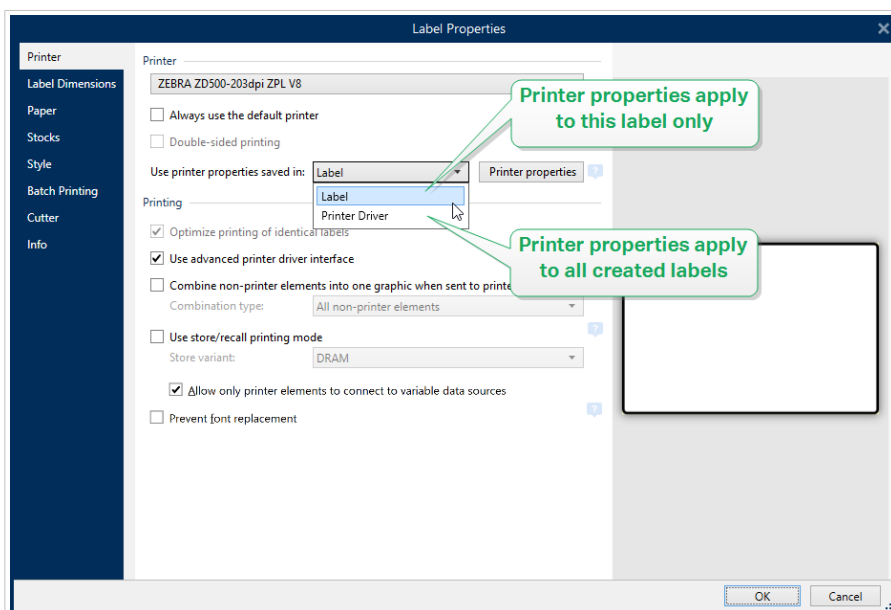 Label Properties
Printer
Label Dimensions
Paper
Stocks
Style
Batch Printing
Cutter
Info
Printer
ZEBRA ZD500-203dpi ZPL V8
Always use the default printer
Double-sided printing
Use printer properties saved in:
Label
Printer properties
?
Label
Printer Driver
Printer properties apply
to this label only
Printer properties apply
to all created labels
Printing
Optimize printing of identical labels
Use advanced printer driver interface
Combine non-printer elements into one graphic when sent to printe
Combination type:
All non-printer elements
?
Use store/recall printing mode
Store variant:
DRAM
Allow only printer elements to connect to variable data sources
?
Prevent font replacement
OK
Cancel